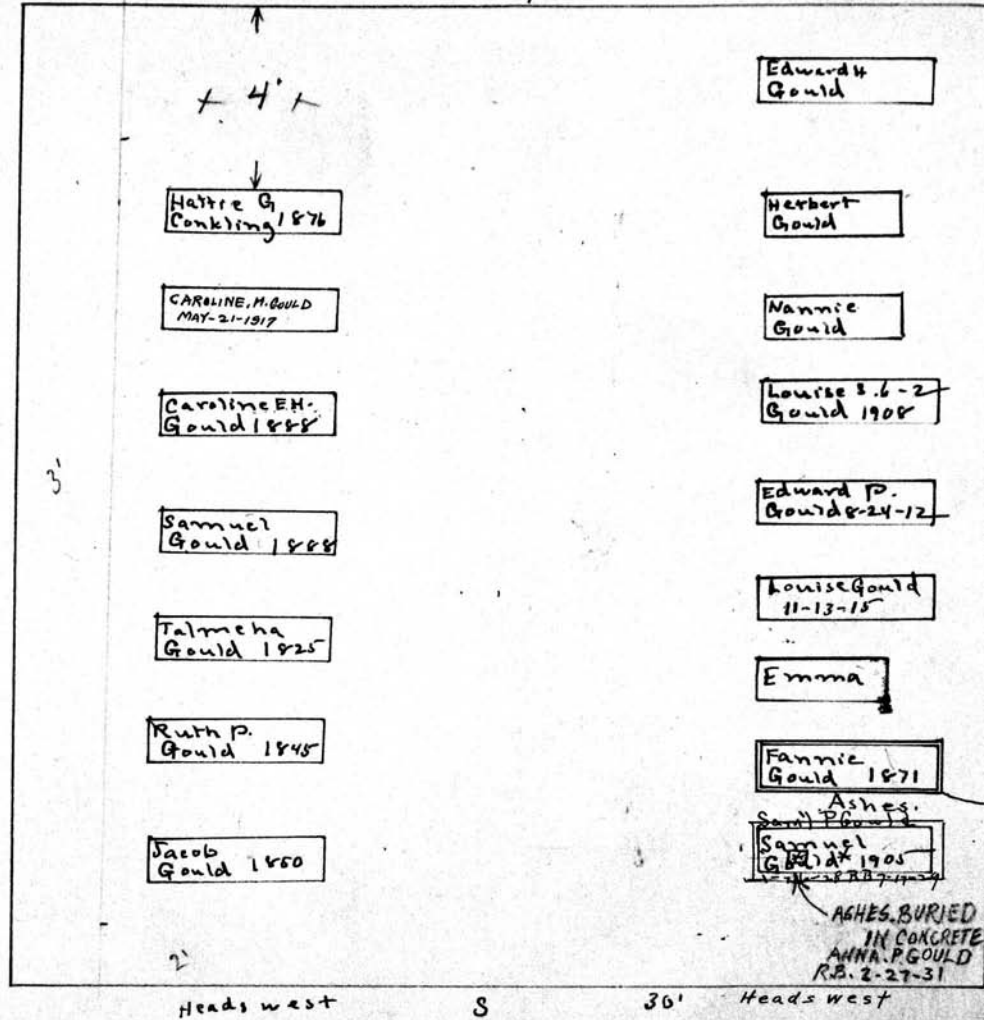 4'
Hattie G
Conkling 1876
CAROLINE. H. GOULD
MAY-21-1917
Caroline E.H.
Gould 1888
Samuel
Gould 1888
Talmcha
Gould 1825
Ruth P.
Gould 1845
Jacob
Gould 1850
3'
2'
Edward H
Gould
Herbert
Gould
Nannie
Gould
Louise 3.6-2
Gould 1908
Edward P.
Gould 8-24-12
Louise Gould
11-13-15
Emma
Fannie
Gould 1871
Ashes.
Sam'l P Gould
Samuel
Gould* 1905
ASHES. BURIED
IN CONCRETE
ANNA. P. GOULD
R.B. 2-27-31
Heads west
S
30'
Heads west